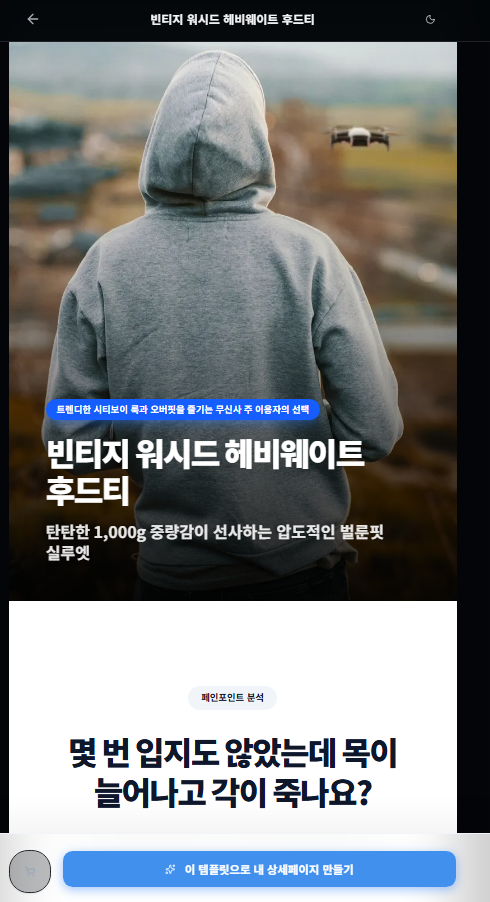 빈티지 워시드 헤비웨이트 후드티
트렌디한 시티보이 룩과 오버핏을 즐기는 무신사 주 이용자의 선택
빈티지 워시드 헤비웨이트
후드티
탄탄한 1,000g 중량감이 선사하는 압도적인 벌룬핏
실루엣
페인포인트 분석
몇 번 입지도 않았는데 목이
늘어나고 각이 죽나요?
이 템플릿으로 내 상세페이지 만들기